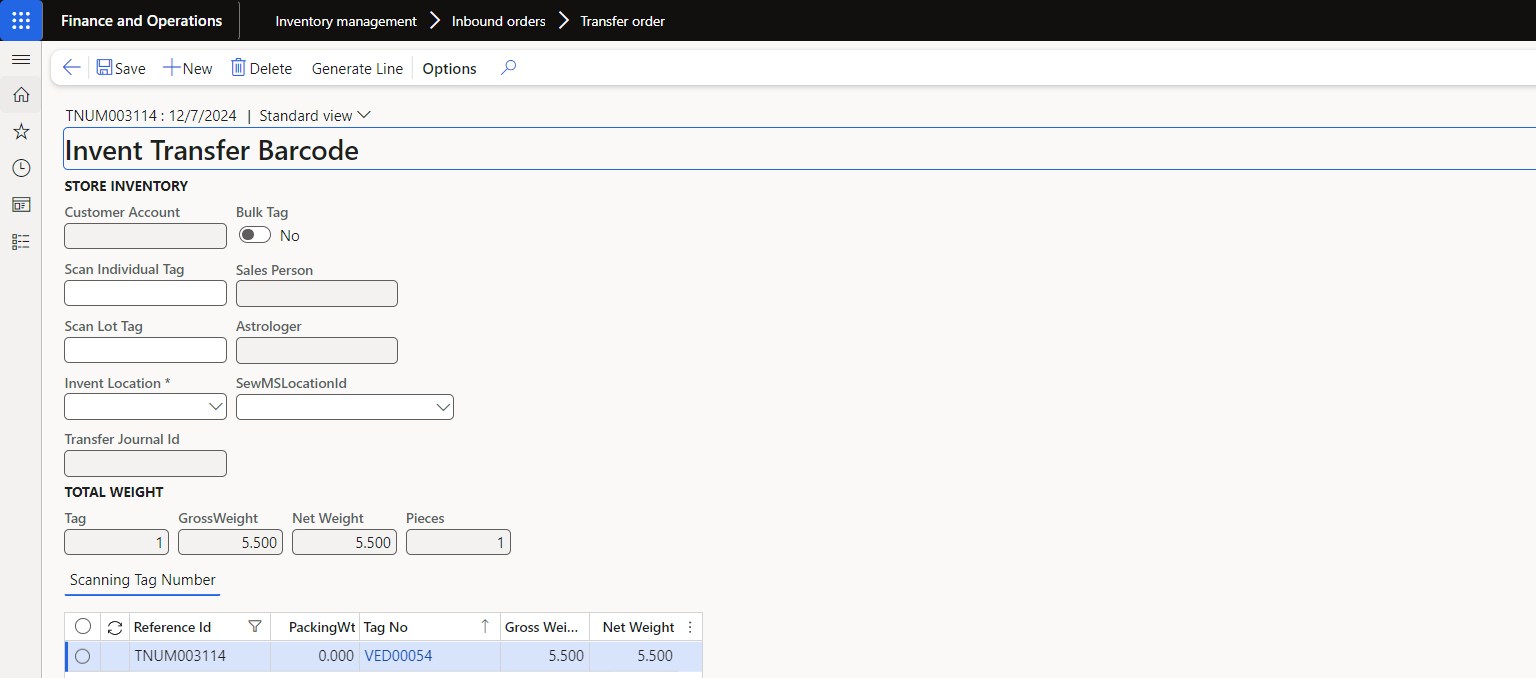 Finance and Operations Inventory management Inbound orders Transfer order
Save New Delete Generate Line Options
TNUM003114 : 12/7/2024 | Standard view
Invent Transfer Barcode
STORE INVENTORY
Customer Account Bulk Tag
No
Scan Individual Tag Sales Person
Scan Lot Tag Astrologer
Invent Location * SewMSLocationId
Transfer Journal Id
TOTAL WEIGHT
Tag GrossWeight Net Weight Pieces
1 5.500 5.500 1
Scanning Tag Number
Reference Id PackingWt Tag No Gross Wei... Net Weight
TNUM003114 0.000 VED00054 5.500 5.500